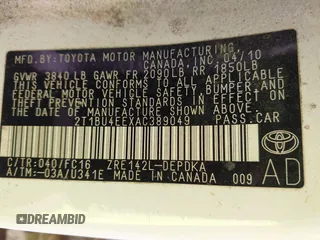 MFD.BY:TOYOTA MOTOR MANUFACTURING
CANADA, INC. 04/10
GVWR 3840 LB GAWR FR 2090LB RR 1850LB
THIS VEHICLE CONFORMS TO ALL APPLICABLE
FEDERAL MOTOR VEHICLE SAFETY, BUMPER, AND
THEFT PREVENTION STANDARDS IN EFFECT ON THE
DATE OF MANUFACTURE SHOWN ABOVE.
2T1BU4EEXAC389049 PASS.CAR
C/TR:040/FC16 ZRE142L-DEPDKA
A/TM:-03A/U341E MADE IN CANADA 009
TOYOTA
AD
DREAMBID